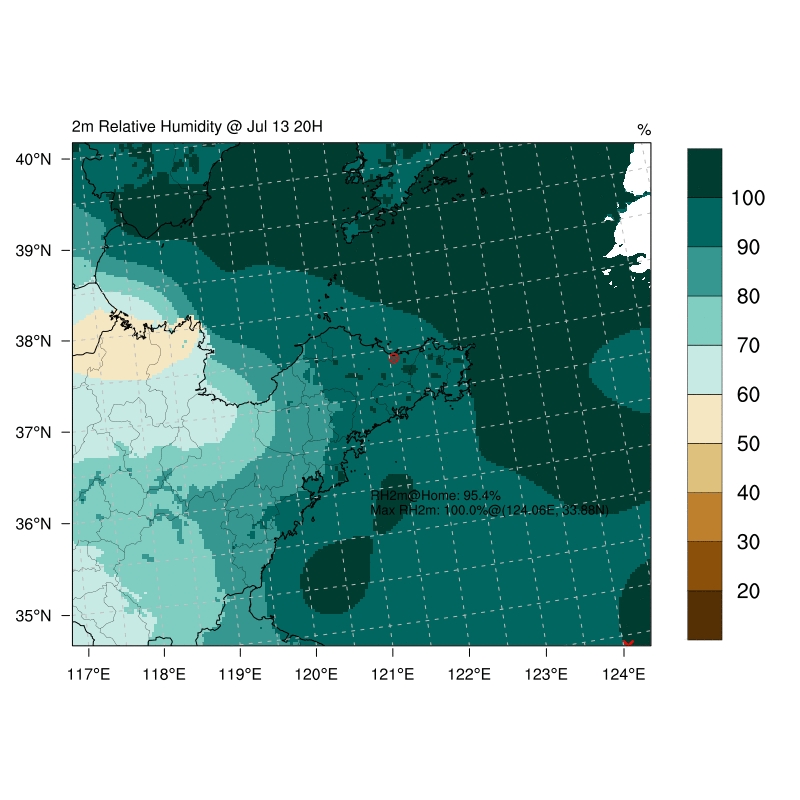 2m Relative Humidity @ Jul 13 20H
%
40°N
39°N
38°N
37°N
36°N
35°N
117°E
118°E
119°E
120°E
121°E
122°E
123°E
124°E
100
90
80
70
60
50
40
30
20
RH2m@Home: 95.4%
Max RH2m: 100.0%@(124.06E, 33.88N)